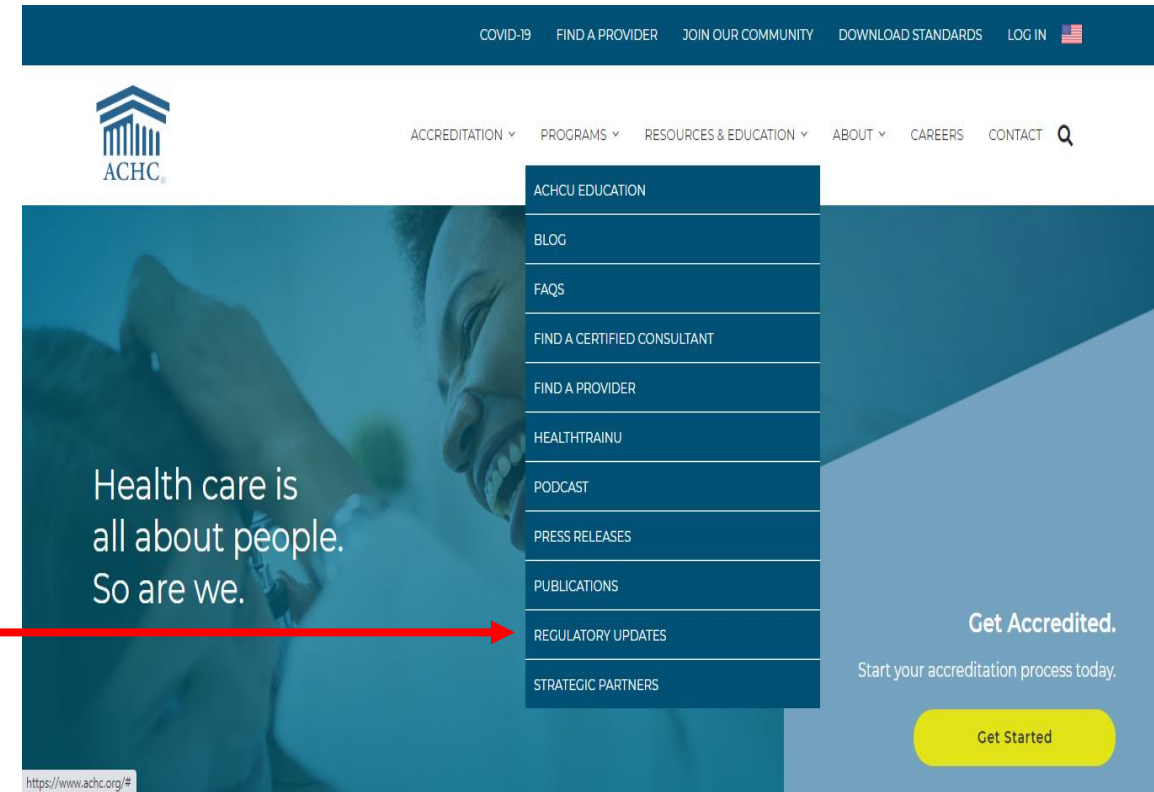 COVID-19 FIND A PROVIDER JOIN OUR COMMUNITY DOWNLOAD STANDARDS LOG IN
ACHC
ACCREDITATION PROGRAMS RESOURCES & EDUCATION ABOUT CAREERS CONTACT
ACHCU EDUCATION
BLOG
FAQS
FIND A CERTIFIED CONSULTANT
FIND A PROVIDER
HEALTHTRAINU
PODCAST
PRESS RELEASES
PUBLICATIONS
REGULATORY UPDATES
STRATEGIC PARTNERS
Health care is
all about people.
So are we.
Get Accredited.
Start your accreditation process today.
Get Started
https://www.achc.org/#